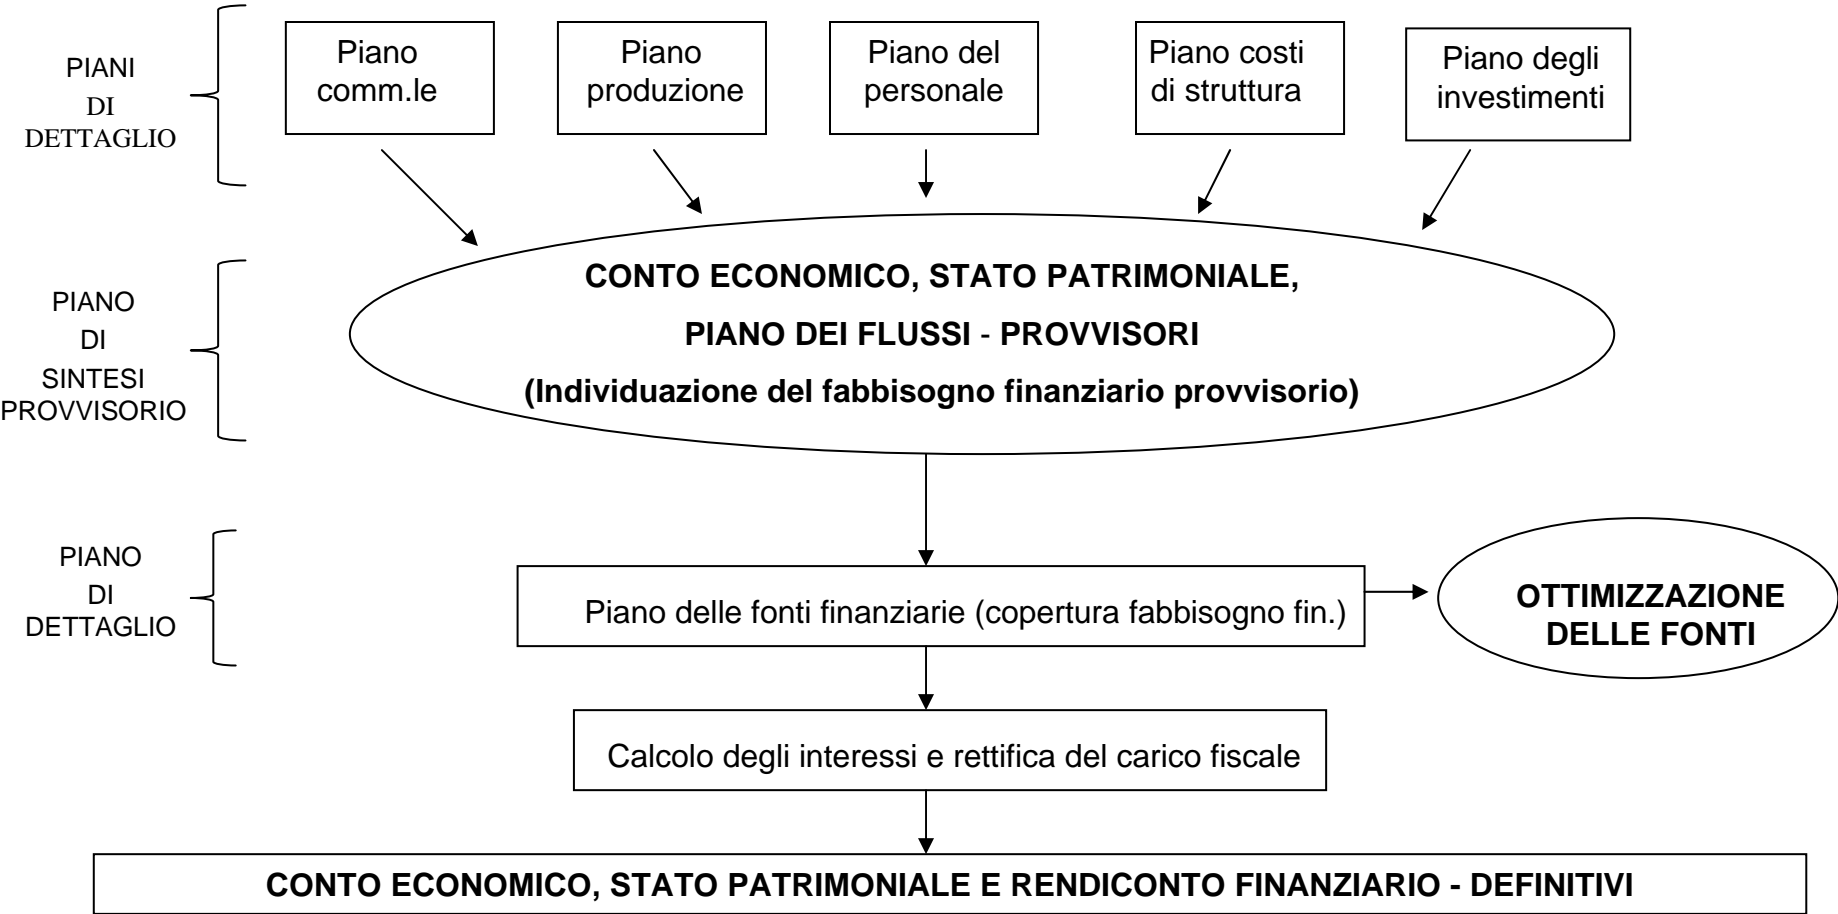 PIANI
DI
DETTAGLIO
Piano
comm.le
Piano
produzione
Piano del
personale
Piano costi
di struttura
Piano degli
investimenti
PIANO
DI
SINTESI
PROVVISORIO
CONTO ECONOMICO, STATO PATRIMONIALE,
PIANO DEI FLUSSI - PROVVISORI
(Individuazione del fabbisogno finanziario provvisorio)
PIANO
DI
DETTAGLIO
Piano delle fonti finanziarie (copertura fabbisogno fin.)
OTTIMIZZAZIONE
DELLE FONTI
Calcolo degli interessi e rettifica del carico fiscale
CONTO ECONOMICO, STATO PATRIMONIALE E RENDICONTO FINANZIARIO - DEFINITIVI